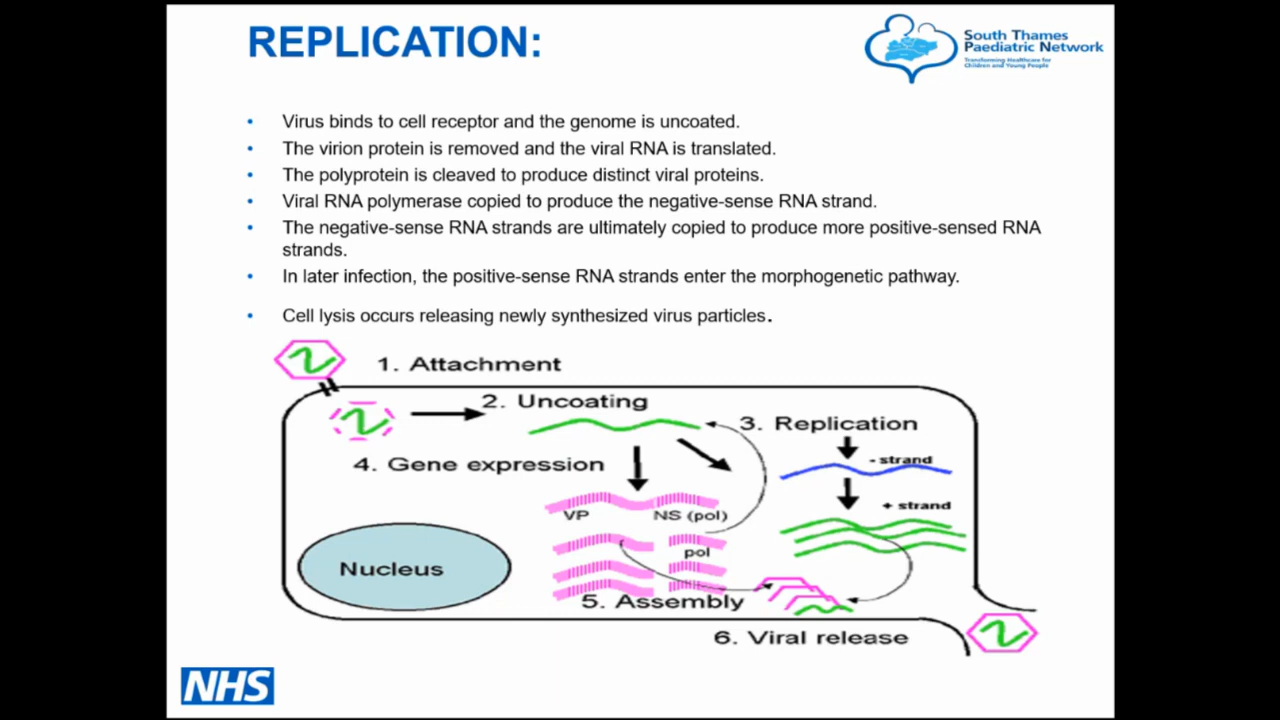 REPLICATION:
South Thames
Paediatric Network
Transforming Healthcare for
Children and Young People
• Virus binds to cell receptor and the genome is uncoated.
• The virion protein is removed and the viral RNA is translated.
• The polyprotein is cleaved to produce distinct viral proteins.
• Viral RNA polymerase copied to produce the negative-sense RNA strand.
• The negative-sense RNA strands are ultimately copied to produce more positive-sensed RNA
strands.
• In later infection, the positive-sense RNA strands enter the morphogenetic pathway.
• Cell lysis occurs releasing newly synthesized virus particles.
1. Attachment
2. Uncoating
3. Replication
- strand
4. Gene expression
+ strand
VP
NS (pol)
pol
Nucleus
5. Assembly
6. Viral release
NHS